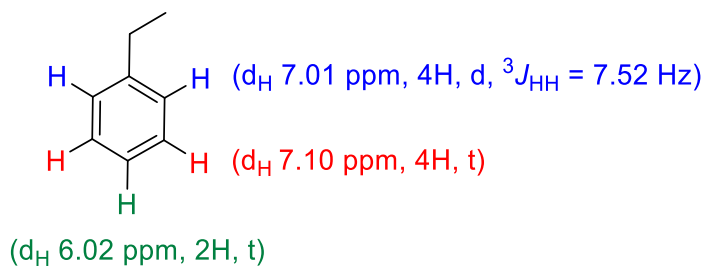 H H (dH 7.01 ppm, 4H, d, ³JHH = 7.52 Hz)
H H (dH 7.10 ppm, 4H, t)
H
(dH 6.02 ppm, 2H, t)